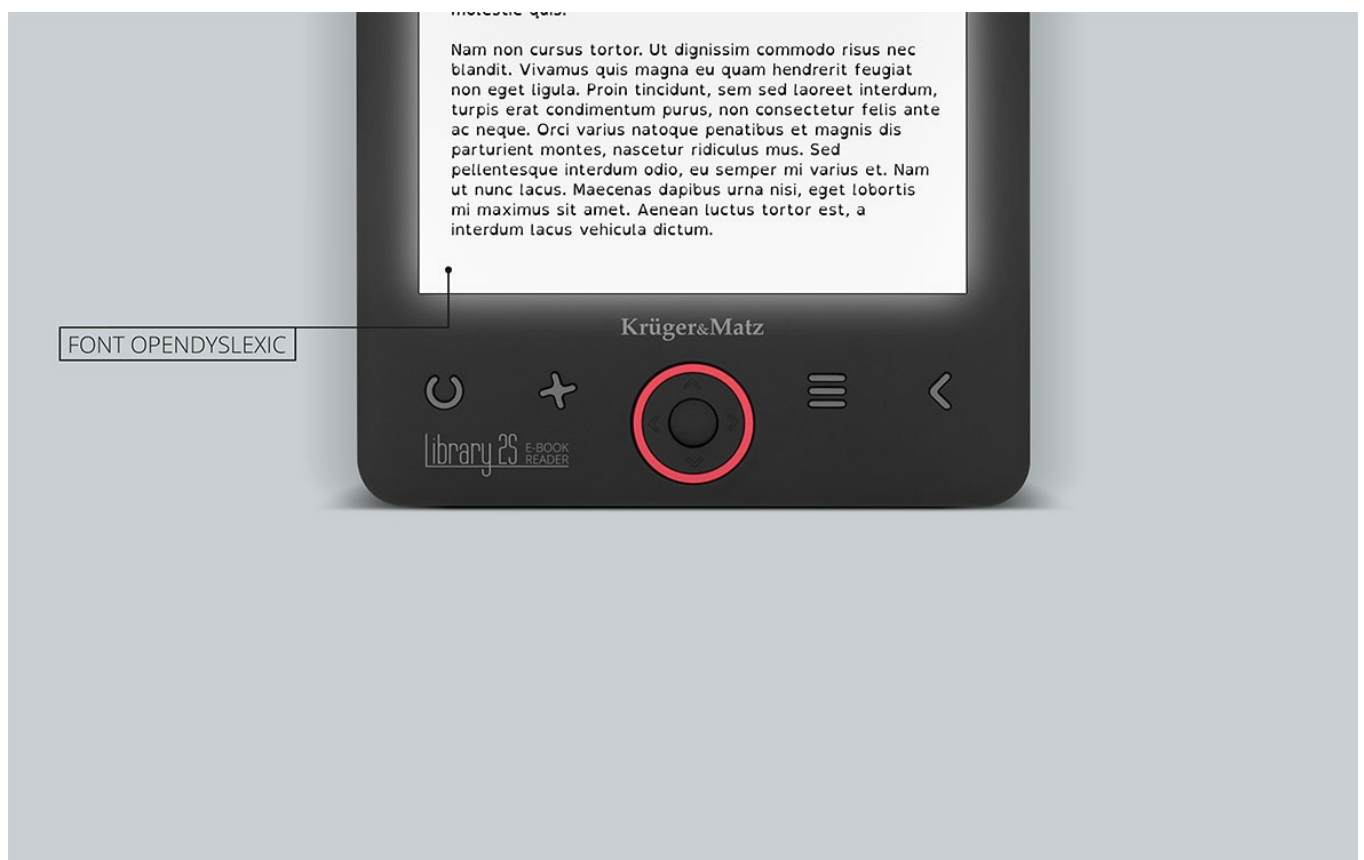 molestie quis.
Nam non cursus tortor. Ut dignissim commodo risus nec
blandit. Vivamus quis magna eu quam hendrerit feugiat
non eget ligula. Proin tincidunt, sem sed laoreet interdum,
turpis erat condimentum purus, non consectetur felis ante
ac neque. Orci varius natoque penatibus et magnis dis
parturient montes, nascetur ridiculus mus. Sed
pellentesque interdum odio, eu semper mi varius et. Nam
ut nunc lacus. Maecenas dapibus urna nisi, eget lobortis
mi maximus sit amet. Aenean luctus tortor est, a
interdum lacus vehicula dictum.
FONT OPENDYSLEXIC
Krüger&Matz
Library 2S E-BOOK
READER